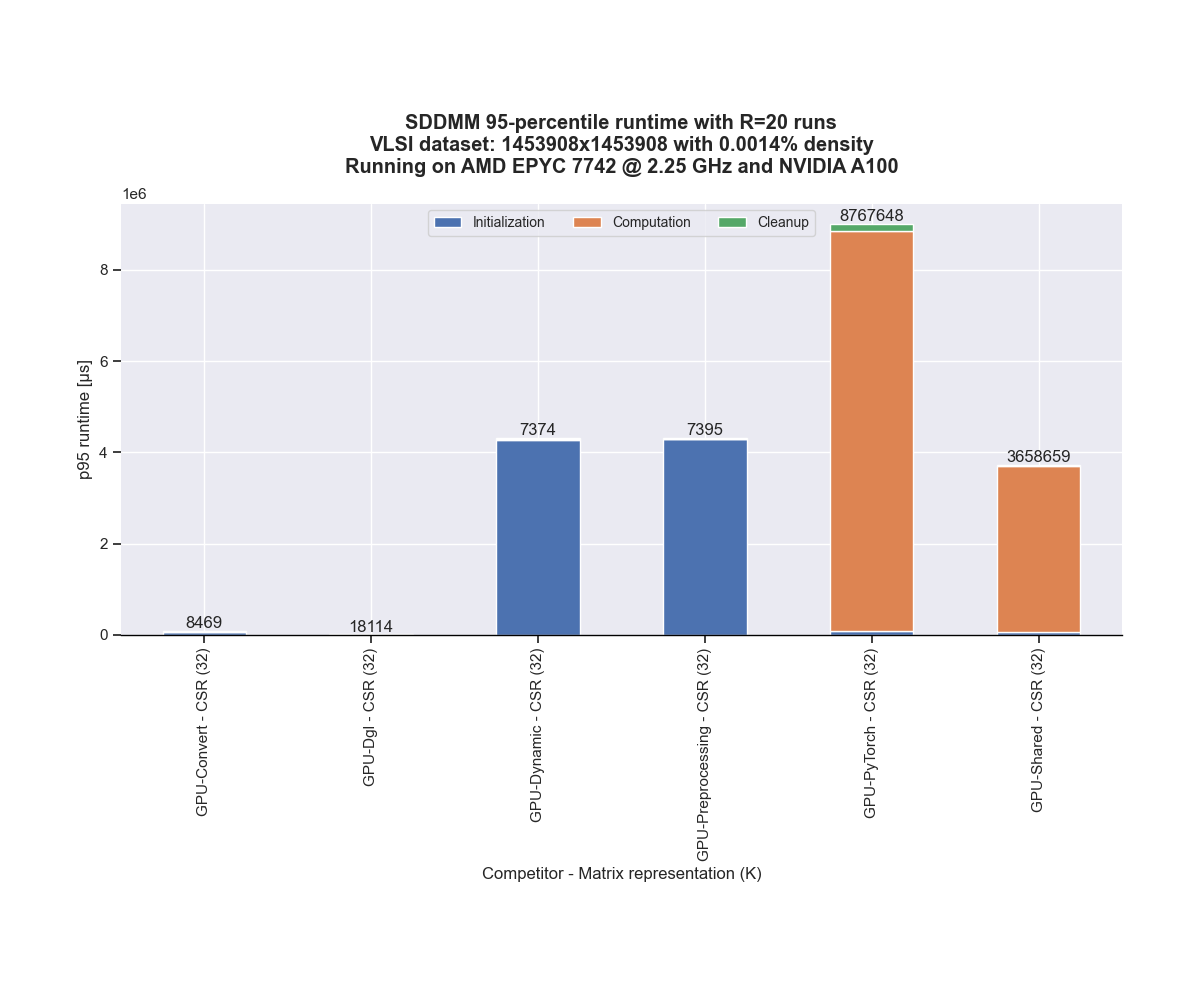 SDDMM 95-percentile runtime with R=20 runs
VLSI dataset: 1453908x1453908 with 0.0014% density
Running on AMD EPYC 7742 @ 2.25 GHz and NVIDIA A100
1e6
Initialization Computation Cleanup
8767648
8
6
7374 7395
4
3658659
2
8469 18114
0
p95 runtime [µs]
GPU-Convert - CSR (32)
GPU-Dgl - CSR (32)
GPU-Dynamic - CSR (32)
GPU-Preprocessing - CSR (32)
GPU-PyTorch - CSR (32)
GPU-Shared - CSR (32)
Competitor - Matrix representation (K)